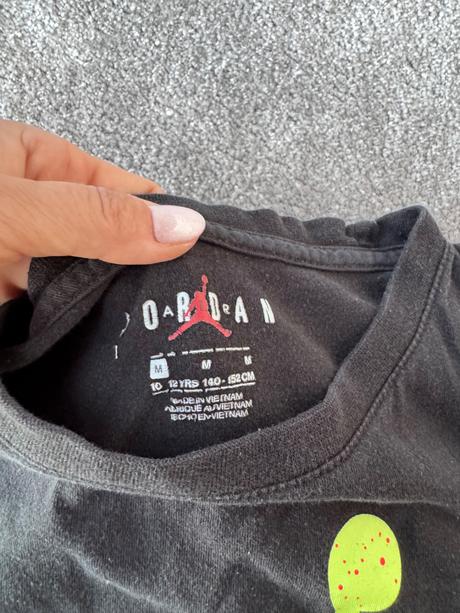 JORDAN
M M M
10 12 YRS 140 - 152 CM
MADE IN VIETNAM
FABRIQUÉ AU VIETNAM
HECHO EN VIETNAM